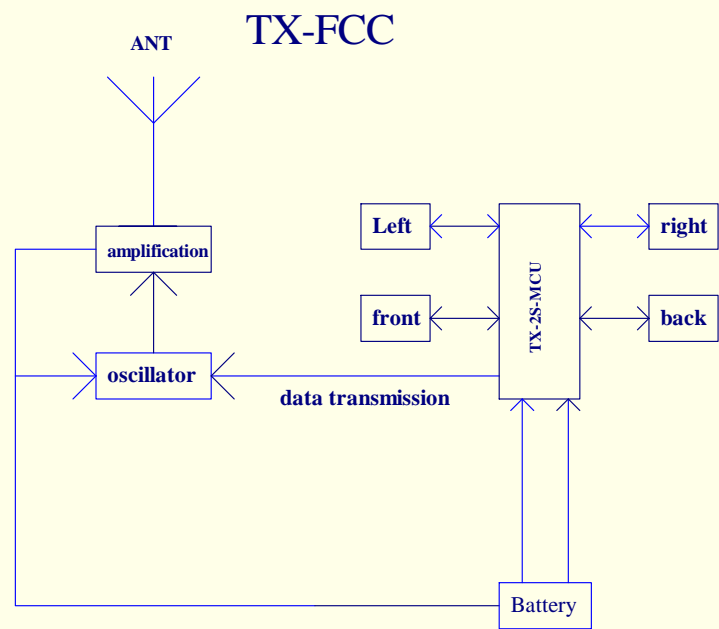 TX-FCC
ANT
Left
right
amplification
TX-2S-MCU
front
back
oscillator
data transmission
Battery